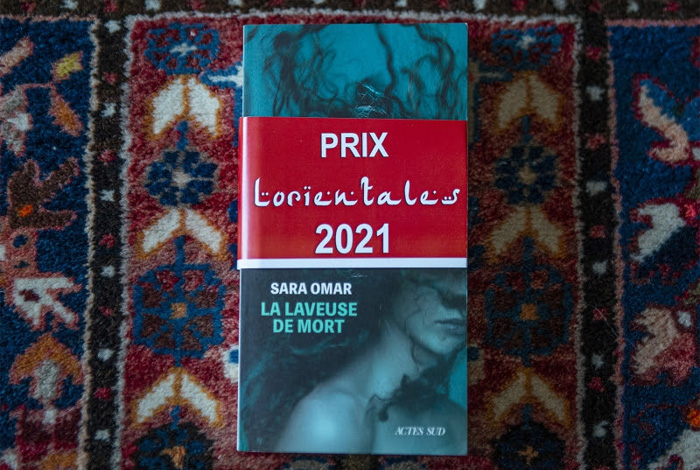 PRIX
Lorientales
2021
SARA OMAR
LA LAVEUSE
DE MORT
ACTES SUD